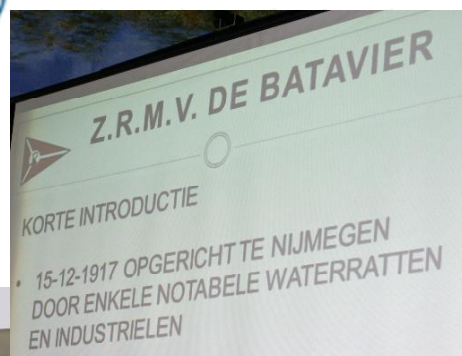 Z.R.M.V. DE BATAVIER
KORTE INTRODUCTIE
• 15-12-1917 OPGERICHT TE NIJMEGEN
DOOR ENKELE NOTABELE WATERRATTEN
EN INDUSTRIELEN